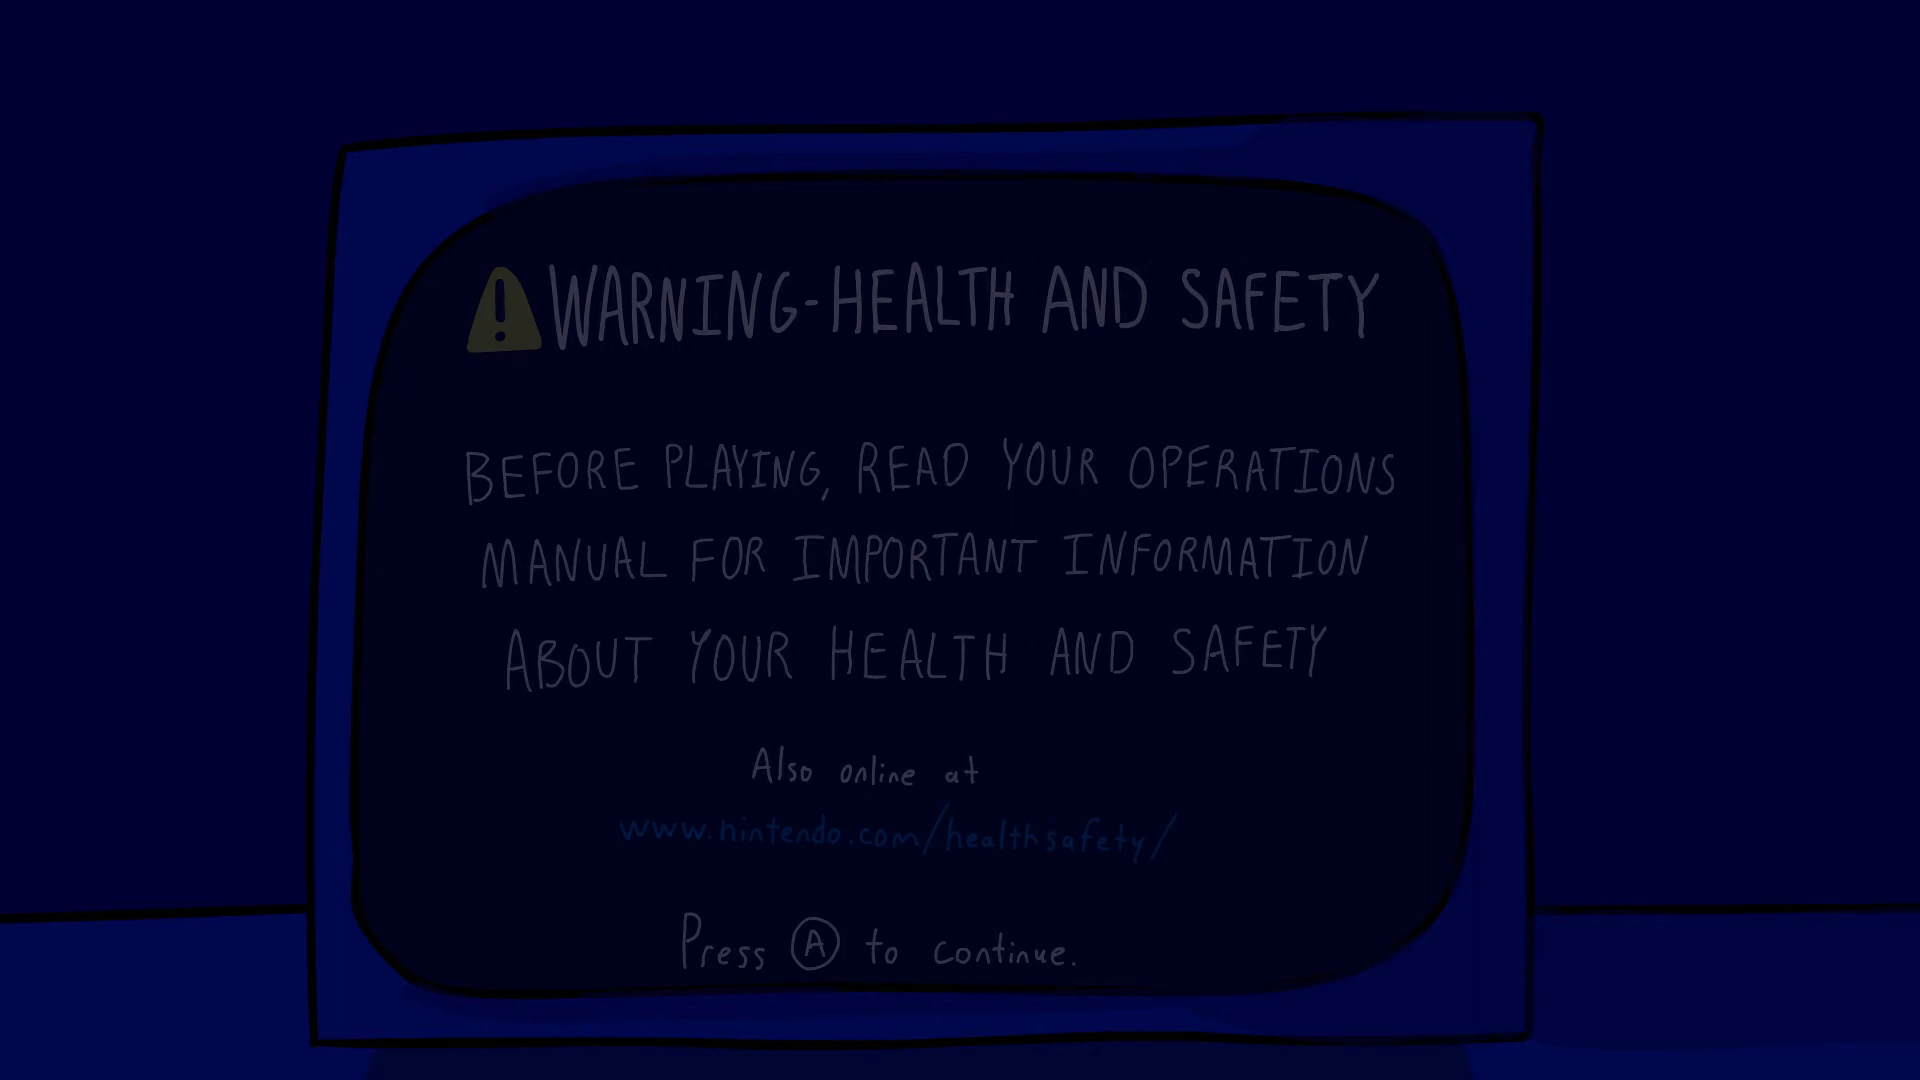 WARNING-HEALTH AND SAFETY
BEFORE PLAYING, READ YOUR OPERATIONS
MANUAL FOR IMPORTANT INFORMATION
ABOUT YOUR HEALTH AND SAFETY
Also online at
www.nintendo.com/healthsafety/
Press A to continue.